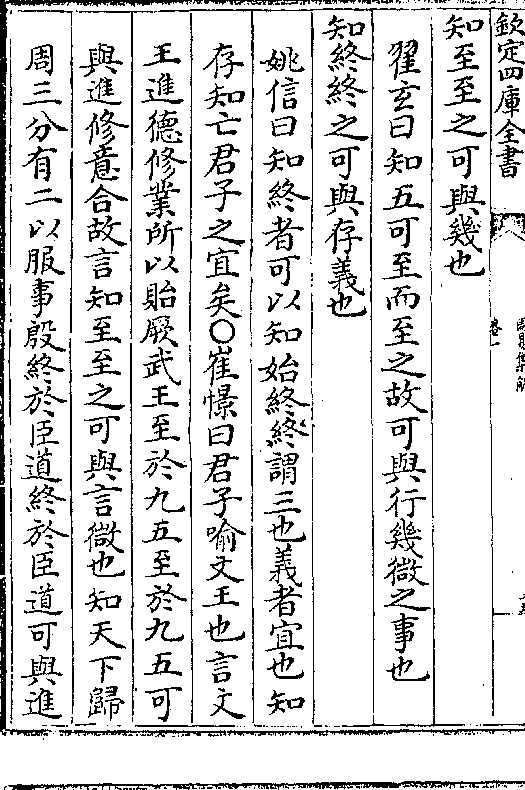 欽定四庫全書
知至至之可與幾也
翟玄曰知五可至而至之故可與行幾微之事也
知終終之可與存義也
姚信曰知終者可以知始終終謂三也義者宜也知
存知亡君子之宜矣○崔憬曰君子喻文王也言文
王進德修業所以貽厥武王至於九五至於九五可
與進修意合故言知至至之可與言微也知天下歸
周三分有二以服事殷終於臣道終於臣道可與進